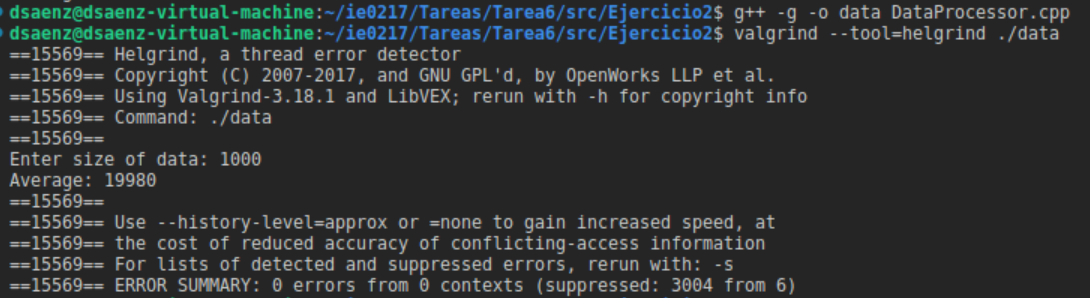 dsaenz@dsaenz-virtual-machine:~/ie0217/Tareas/Tarea6/src/Ejercicio2$ g++ -g -o data DataProcessor.cpp
dsaenz@dsaenz-virtual-machine:~/ie0217/Tareas/Tarea6/src/Ejercicio2$ valgrind --tool=helgrind ./data
==15569== Helgrind, a thread error detector
==15569== Copyright (C) 2007-2017, and GNU GPL'd, by OpenWorks LLP et al.
==15569== Using Valgrind-3.18.1 and LibVEX; rerun with -h for copyright info
==15569== Command: ./data
==15569==
Enter size of data: 1000
Average: 19980
==15569==
==15569== Use --history-level=approx or =none to gain increased speed, at
==15569== the cost of reduced accuracy of conflicting-access information
==15569== For lists of detected and suppressed errors, rerun with: -s
==15569== ERROR SUMMARY: 0 errors from 0 contexts (suppressed: 3004 from 6)